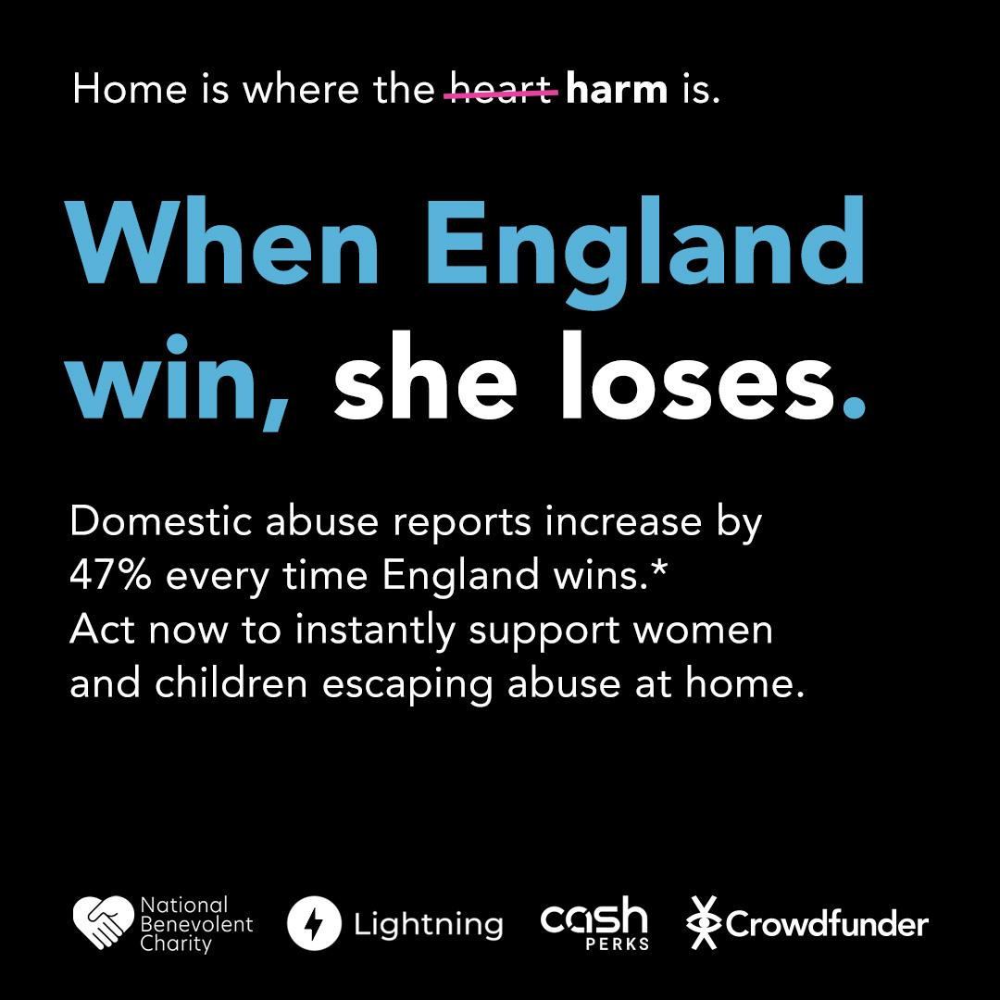 Home is where the heart harm is.
When England
win, she loses.
Domestic abuse reports increase by
47% every time England wins.*
Act now to instantly support women
and children escaping abuse at home.
National
Benevolent
Charity
Lightning
cash
PERKS
Crowdfunder